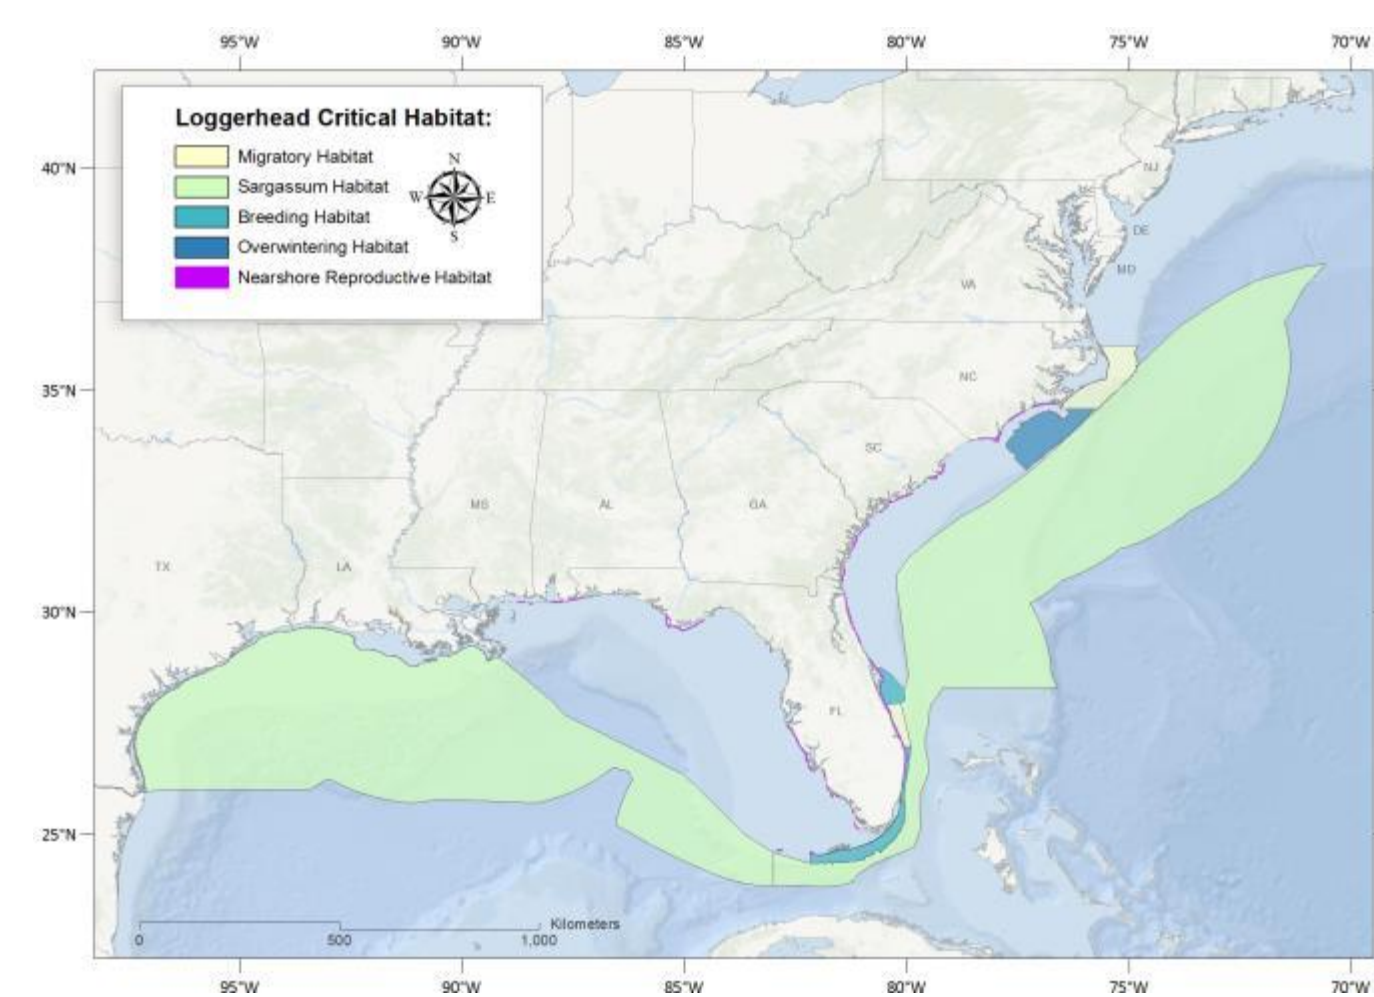 95°W 90°W 85°W 80°W 75°W 70°W
Loggerhead Critical Habitat:
Migratory Habitat
Sargassum Habitat
Breeding Habitat
Overwintering Habitat
Nearshore Reproductive Habitat
N
W E
S
40°N
35°N
30°N
25°N
NJ
DE
MD
VA
NC
SC
MS AL GA
TX LA
FL
Kilometers
0 500 1,000
95°W 90°W 85°W 80°W 75°W 70°W